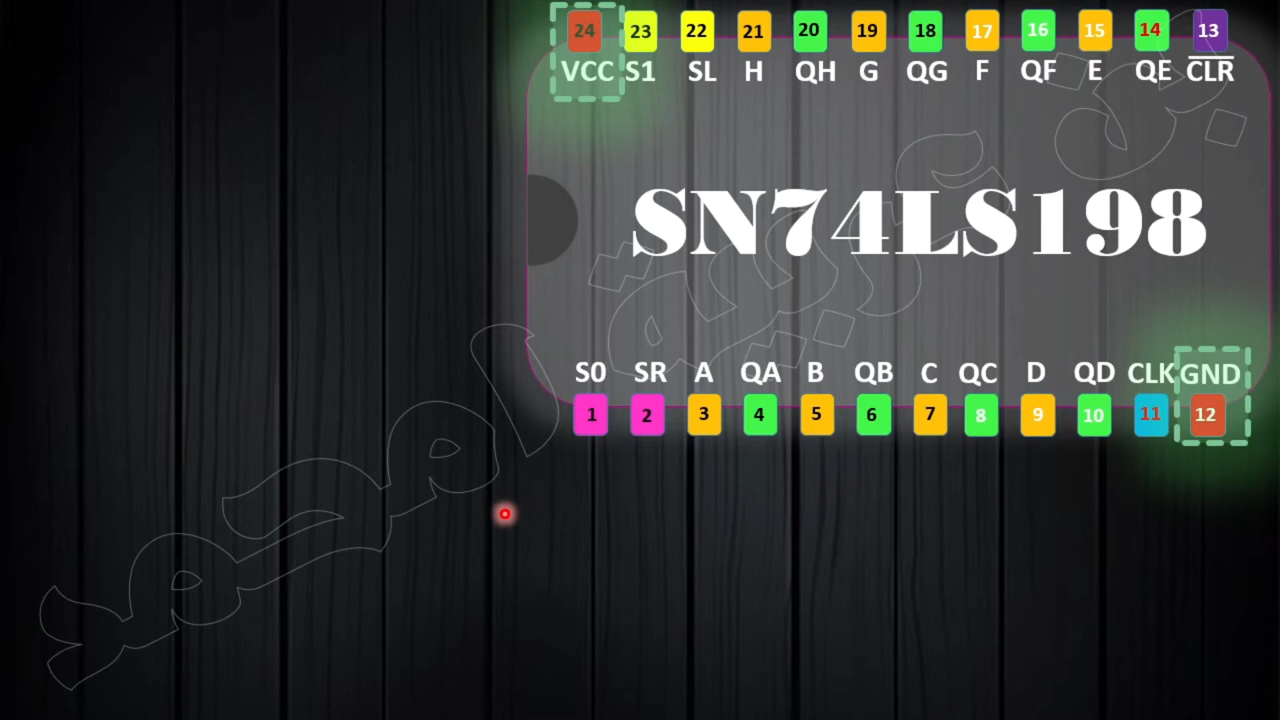 24 23 22 21 20 19 18 17 16 15 14 13
VCC S1 SL H QH G QG F QF E QE CLR
SN74LS198
S0 SR A QA B QB C QC D QD CLK GND
1 2 3 4 5 6 7 8 9 10 11 12